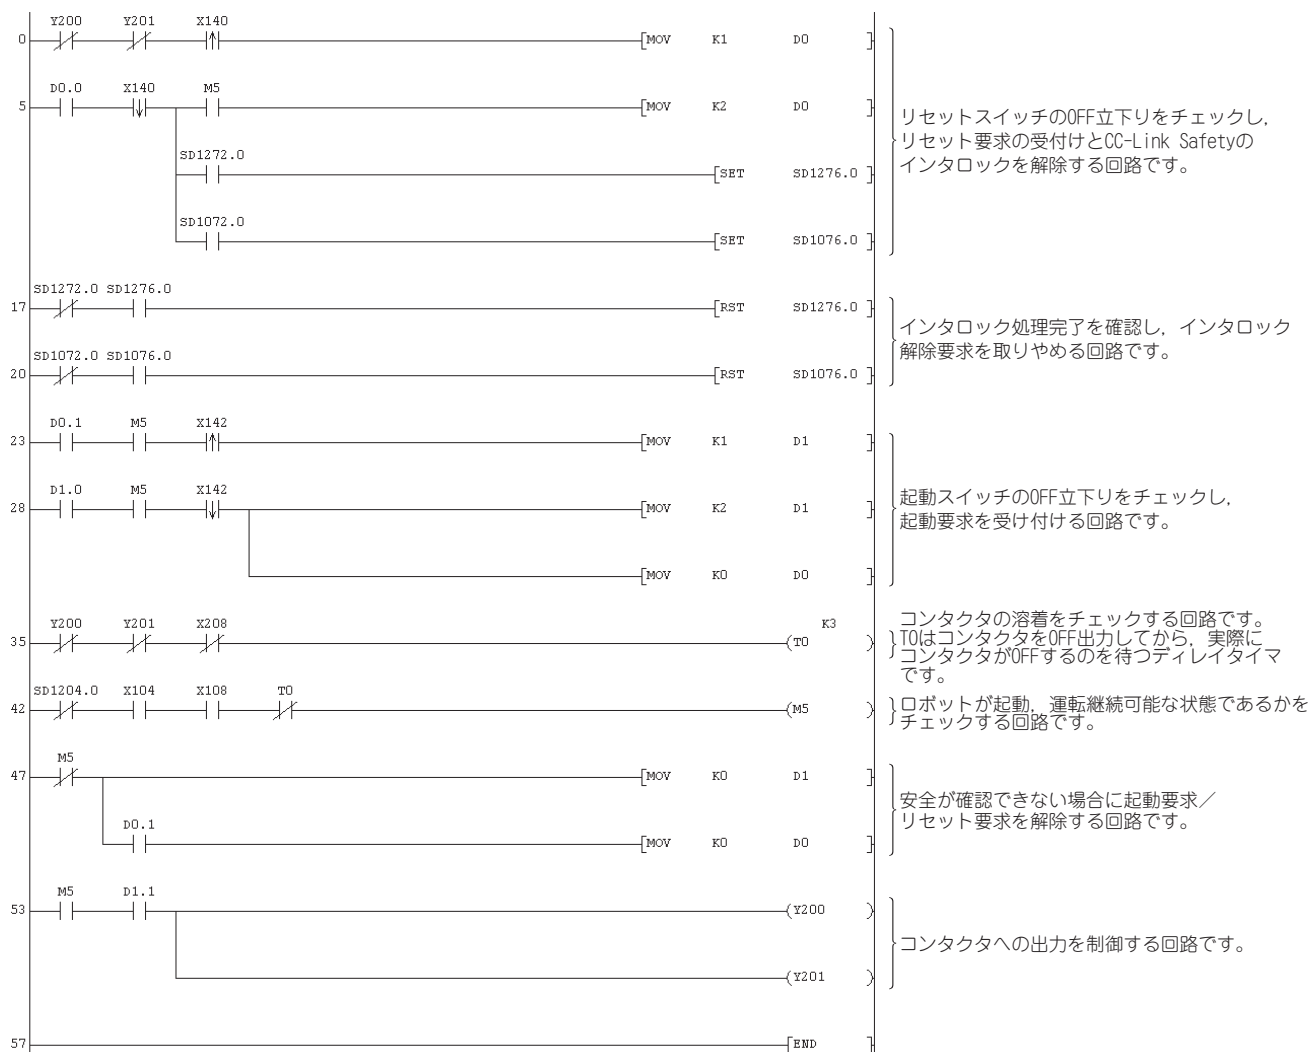 Y200 Y201 X140
0 [MOV K1 D0 ]
D0.0 X140 M5
5 [MOV K2 D0 ]
SD1272.0
[SET SD1276.0 ]
SD1072.0
[SET SD1076.0 ]
リセットスイッチのOFF立下りをチェックし,
リセット要求の受付けとCC-Link Safetyの
インタロックを解除する回路です。
SD1272.0 SD1276.0
17 [RST SD1276.0 ]
SD1072.0 SD1076.0
20 [RST SD1076.0 ]
インタロック処理完了を確認し, インタロック
解除要求を取りやめる回路です。
D0.1 M5 X142
23 [MOV K1 D1 ]
D1.0 M5 X142
28 [MOV K2 D1 ]
[MOV K0 D0 ]
起動スイッチのOFF立下りをチェックし,
起動要求を受け付ける回路です。
Y200 Y201 X208 K3
35 (T0 )
コンタクタの溶着をチェックする回路です。
T0はコンタクタをOFF出力してから, 実際に
コンタクタがOFFするのを待つディレイタイマ
です。
SD1204.0 X104 X108 T0
42 (M5 )
ロボットが起動, 運転継続可能な状態であるかを
チェックする回路です。
M5
47 [MOV K0 D1 ]
D0.1
[MOV K0 D0 ]
安全が確認できない場合に起動要求／
リセット要求を解除する回路です。
M5 D1.1
53 (Y200 )
(Y201 )
コンタクタへの出力を制御する回路です。
57 [END ]